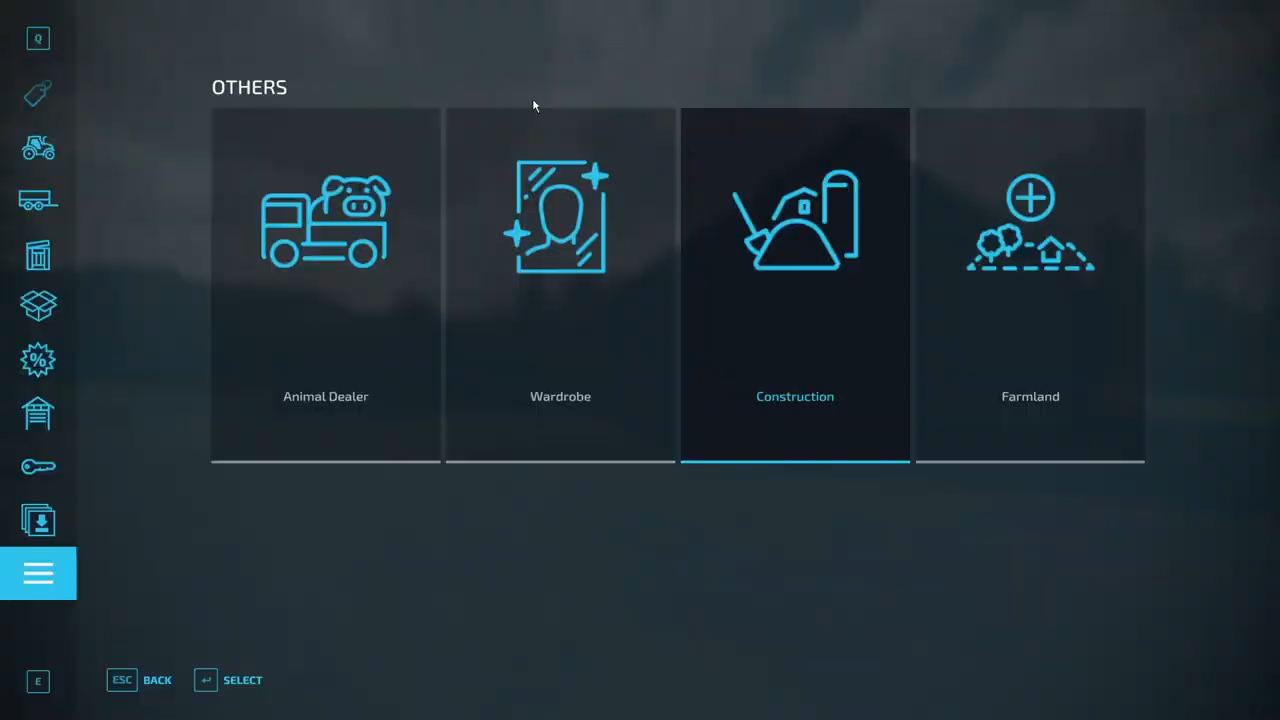 Q
OTHERS
%
Animal Dealer
Wardrobe
Construction
Farmland
E
ESC BACK ↵ SELECT